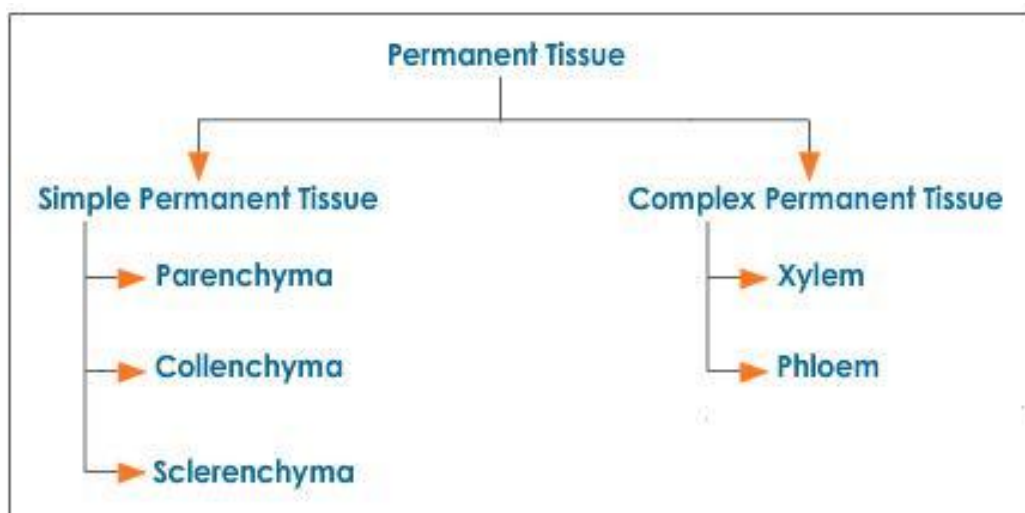 Permanent Tissue
Simple Permanent Tissue
Complex Permanent Tissue
Parenchyma
Xylem
Collenchyma
Phloem
Sclerenchyma